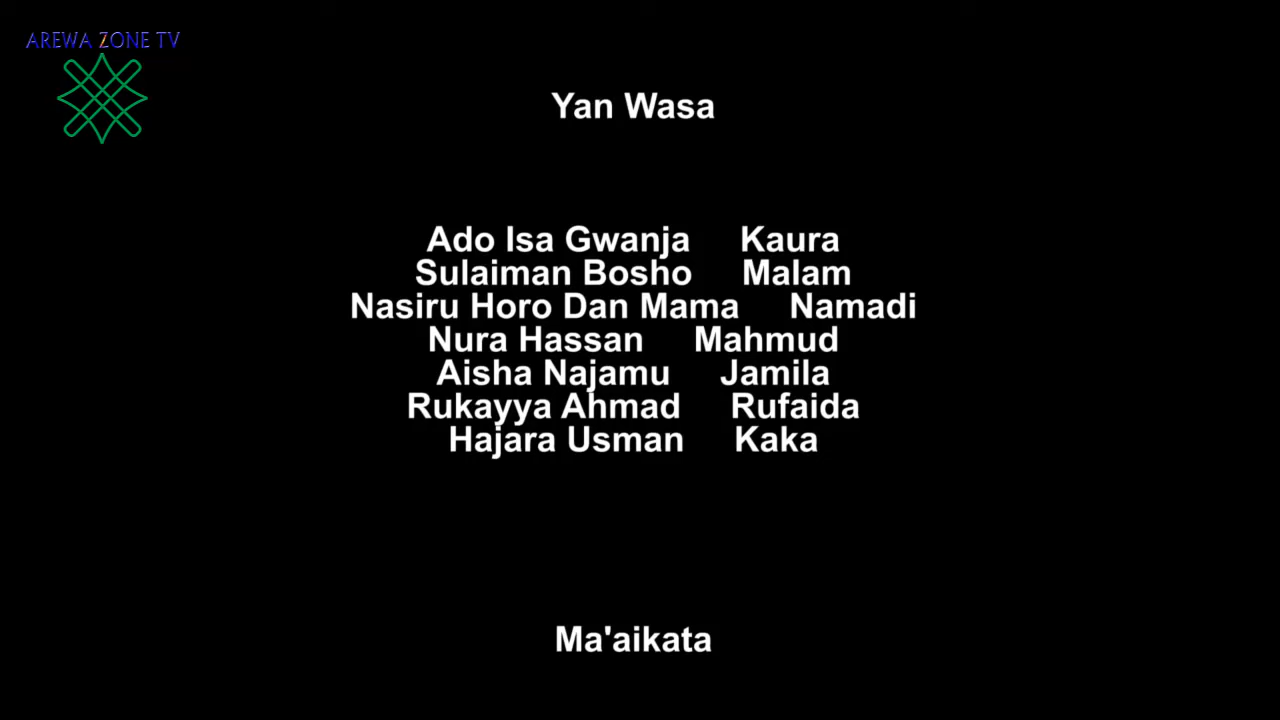 AREWA ZONE TV
Yan Wasa
Ado Isa Gwanja Kaura
Sulaiman Bosho Malam
Nasiru Horo Dan Mama Namadi
Nura Hassan Mahmud
Aisha Najamu Jamila
Rukayya Ahmad Rufaida
Hajara Usman Kaka
Ma'aikata